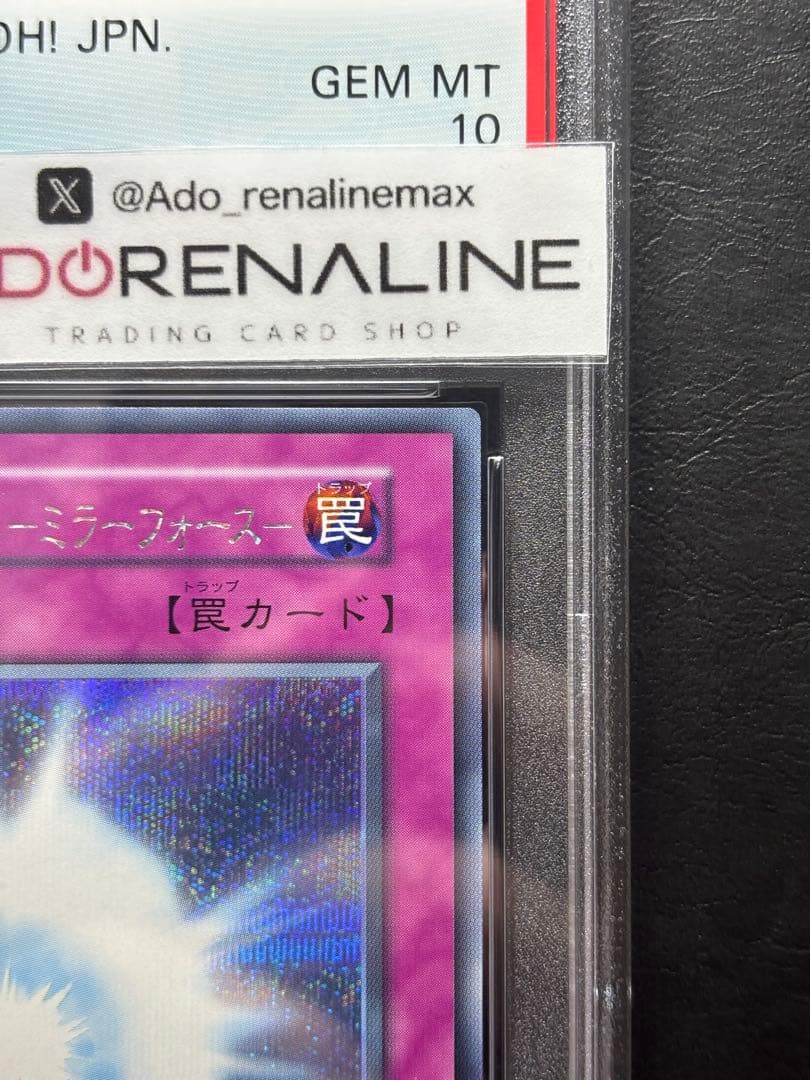 OH! JPN.
GEM MT
10
X @Ado_renalinemax
DORENALINE
TRADING CARD SHOP
トラップ
ーミラーフォースー 罠
トラップ
【罠カード】